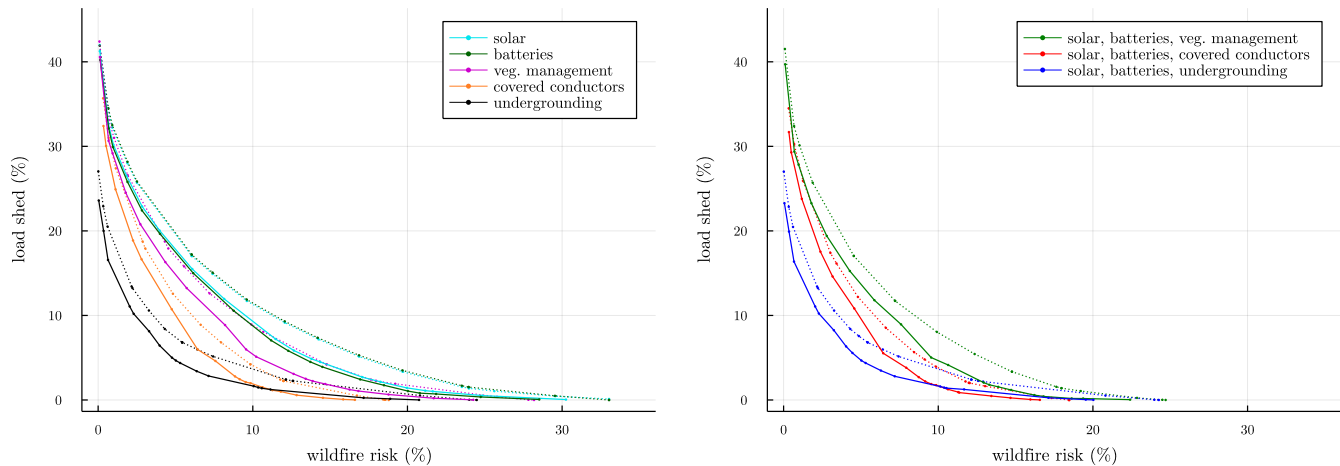 solar
batteries
veg. management
covered conductors
undergrounding
40
30
20
10
0
load shed (%)
0
10
20
30
wildfire risk (%)
solar, batteries, veg. management
solar, batteries, covered conductors
solar, batteries, undergrounding
40
30
20
10
0
load shed (%)
0
10
20
30
wildfire risk (%)